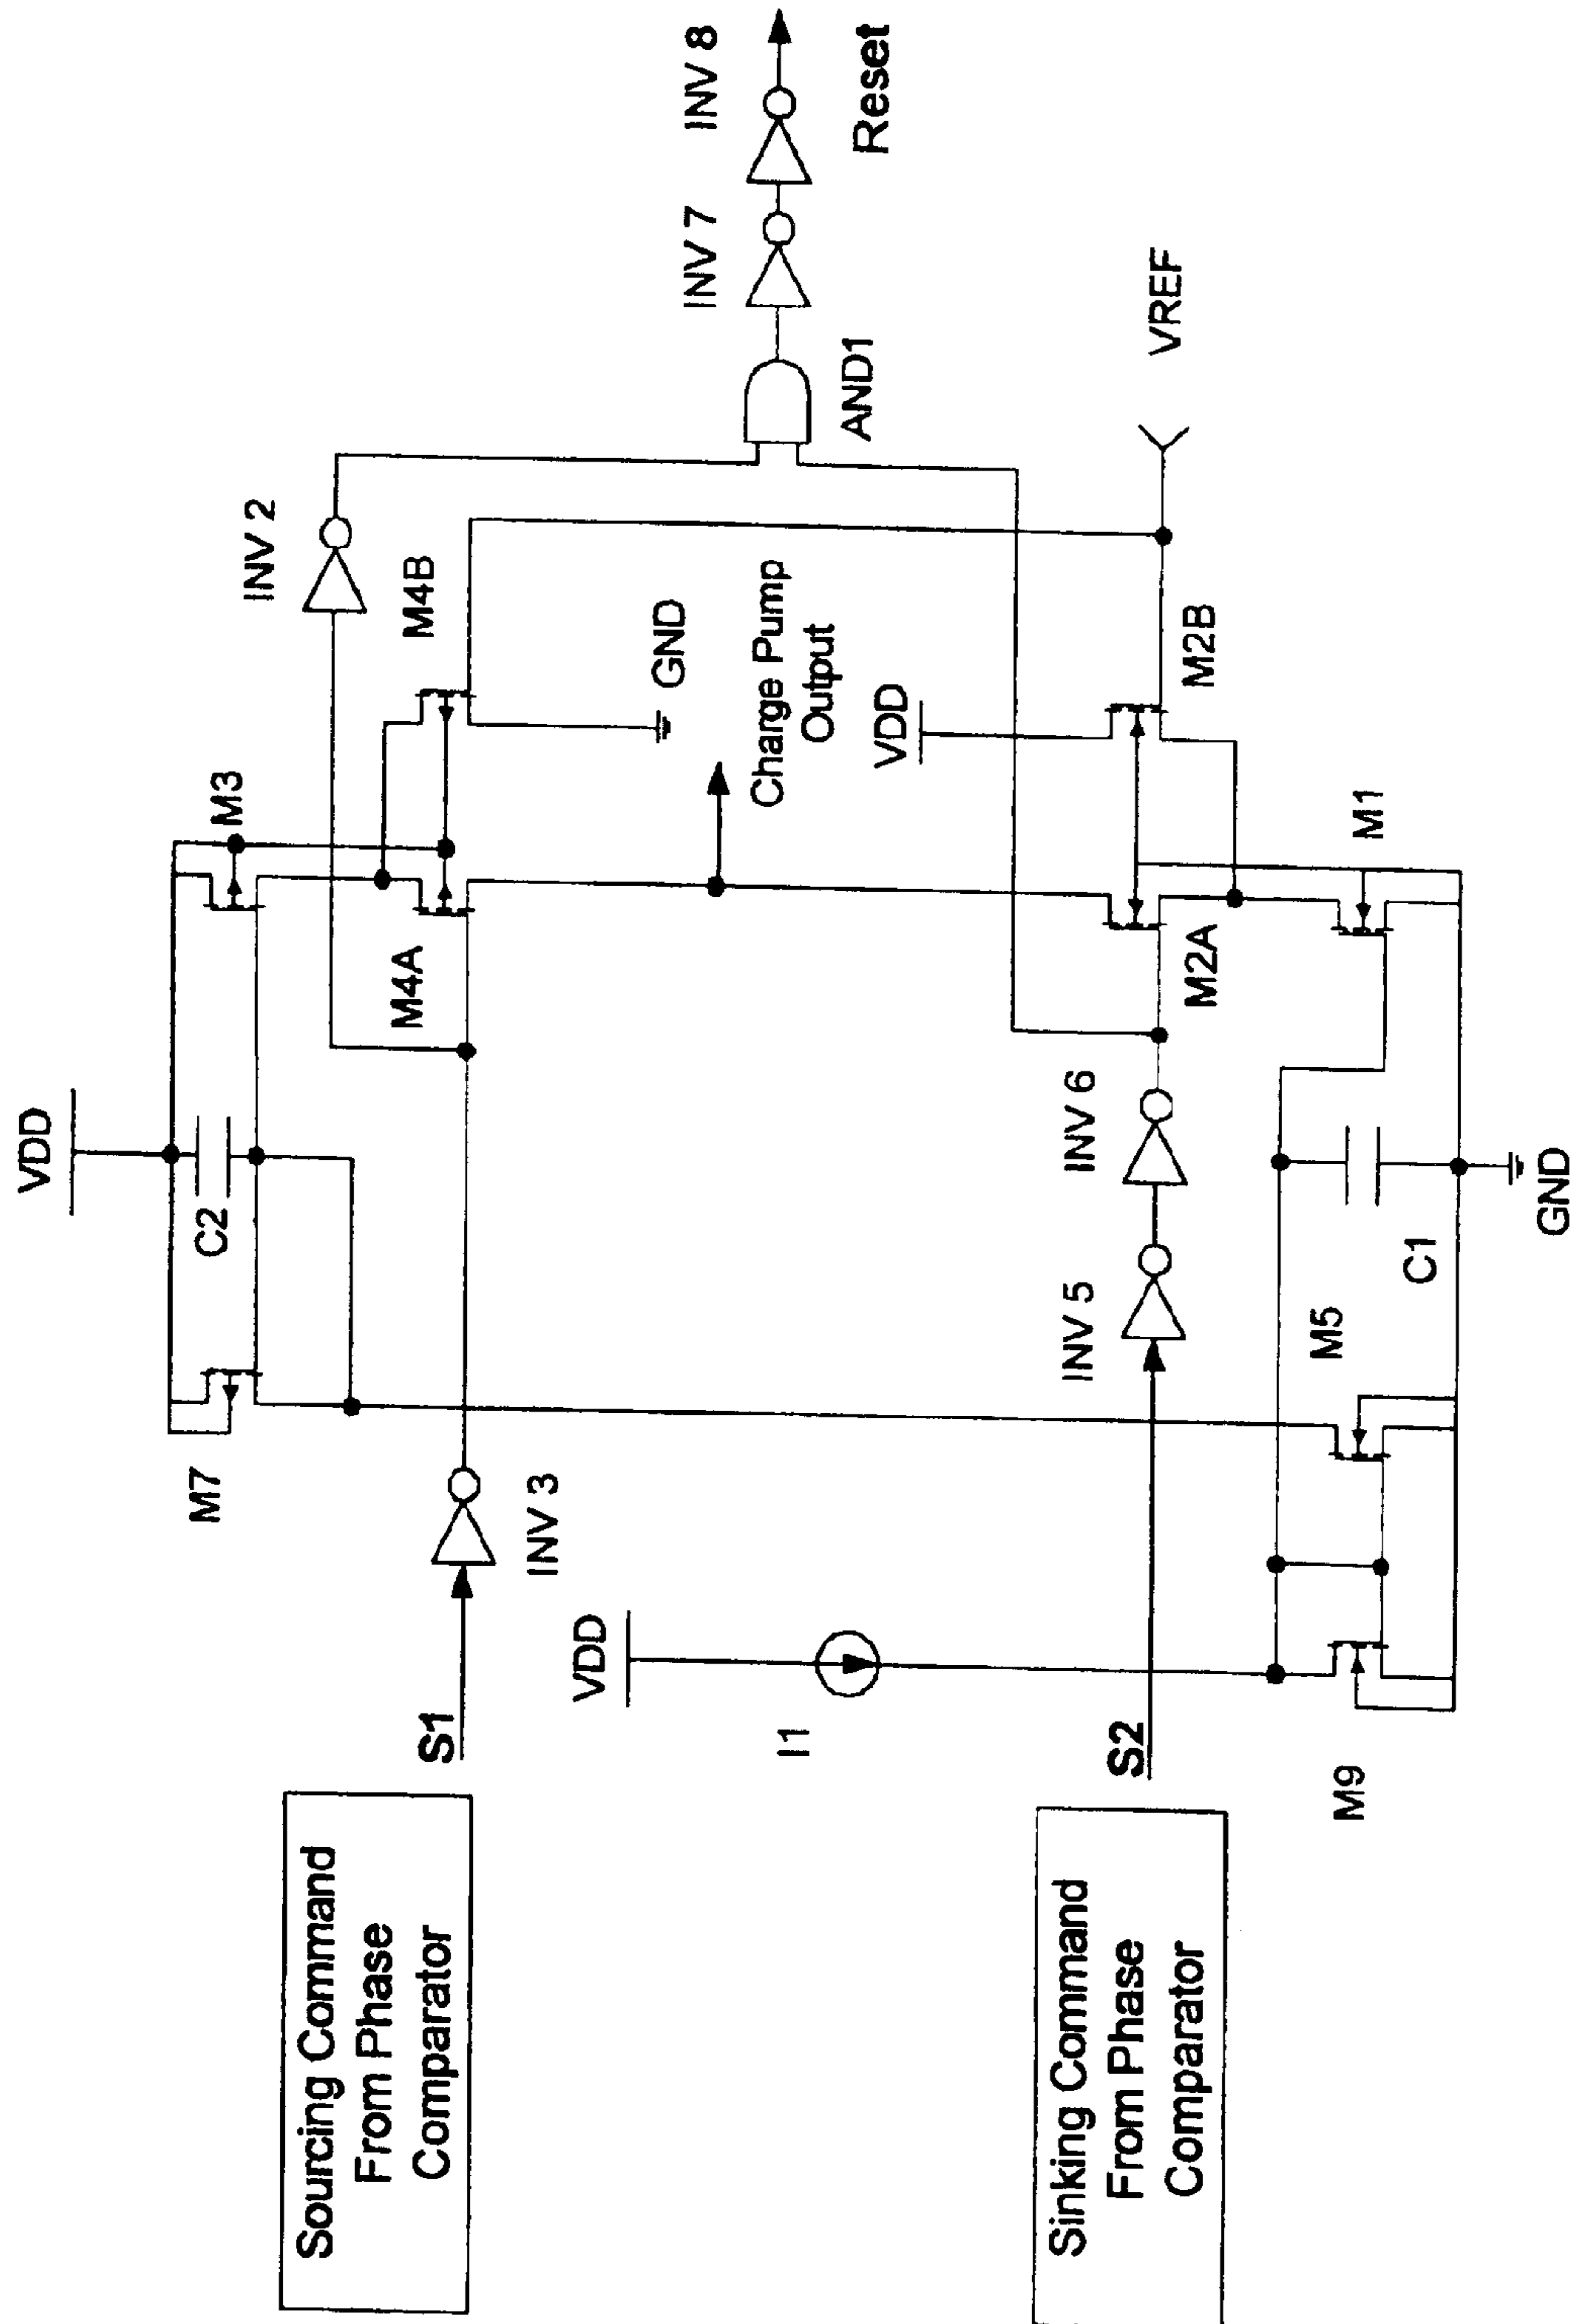 Sourcing Command
From Phase
Comparator
S1
INV 3
M7
VDD
C2
M4A
M3
M4B
INV 2
GND
Charge Pump
Output
AND1
INV 7
INV 8
Reset
Sinking Command
From Phase
Comparator
S2
I1
VDD
INV 5
INV 6
M2A
VDD
M2B
VREF
M9
M5
C1
GND
M1